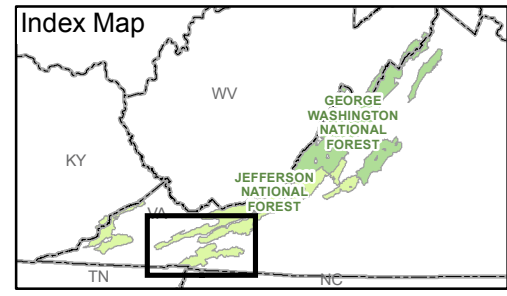 Index Map
WV
GEORGE
WASHINGTON
NATIONAL
FOREST
KY
JEFFERSON
NATIONAL
FOREST
VA
TN
NC